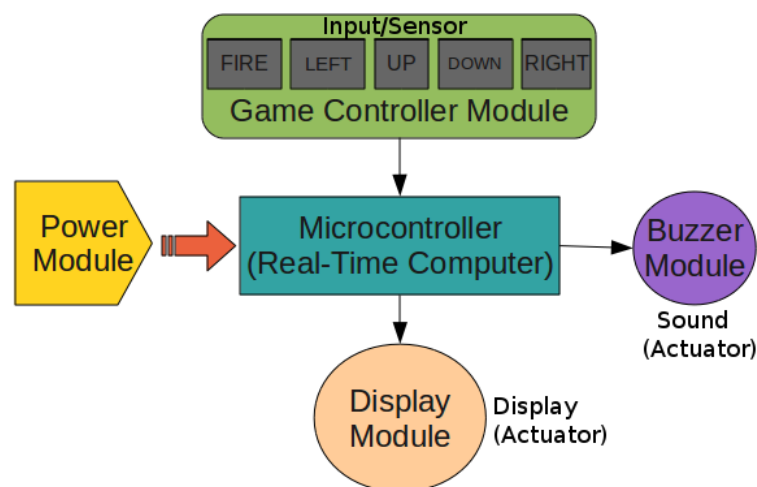 Input/Sensor
FIRE LEFT UP DOWN RIGHT
Game Controller Module
Power
Module
Microcontroller
(Real-Time Computer)
Buzzer
Module
Sound
(Actuator)
Display
Module
Display
(Actuator)